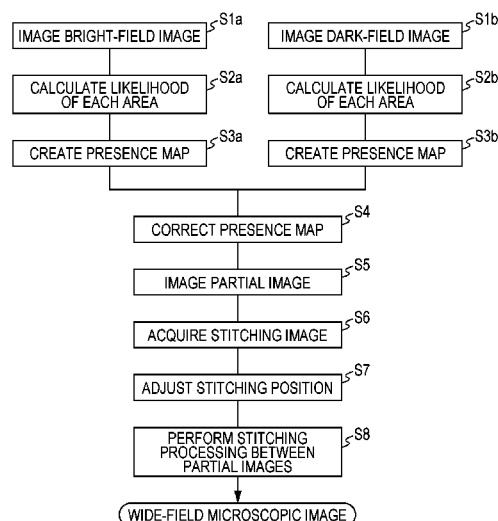 S1a
IMAGE BRIGHT-FIELD IMAGE
S1b
IMAGE DARK-FIELD IMAGE
S2a
CALCULATE LIKELIHOOD
OF EACH AREA
S2b
CALCULATE LIKELIHOOD
OF EACH AREA
S3a
CREATE PRESENCE MAP
S3b
CREATE PRESENCE MAP
S4
CORRECT PRESENCE MAP
S5
IMAGE PARTIAL IMAGE
S6
ACQUIRE STITCHING IMAGE
S7
ADJUST STITCHING POSITION
S8
PERFORM STITCHING
PROCESSING BETWEEN
PARTIAL IMAGES
WIDE-FIELD MICROSCOPIC IMAGE